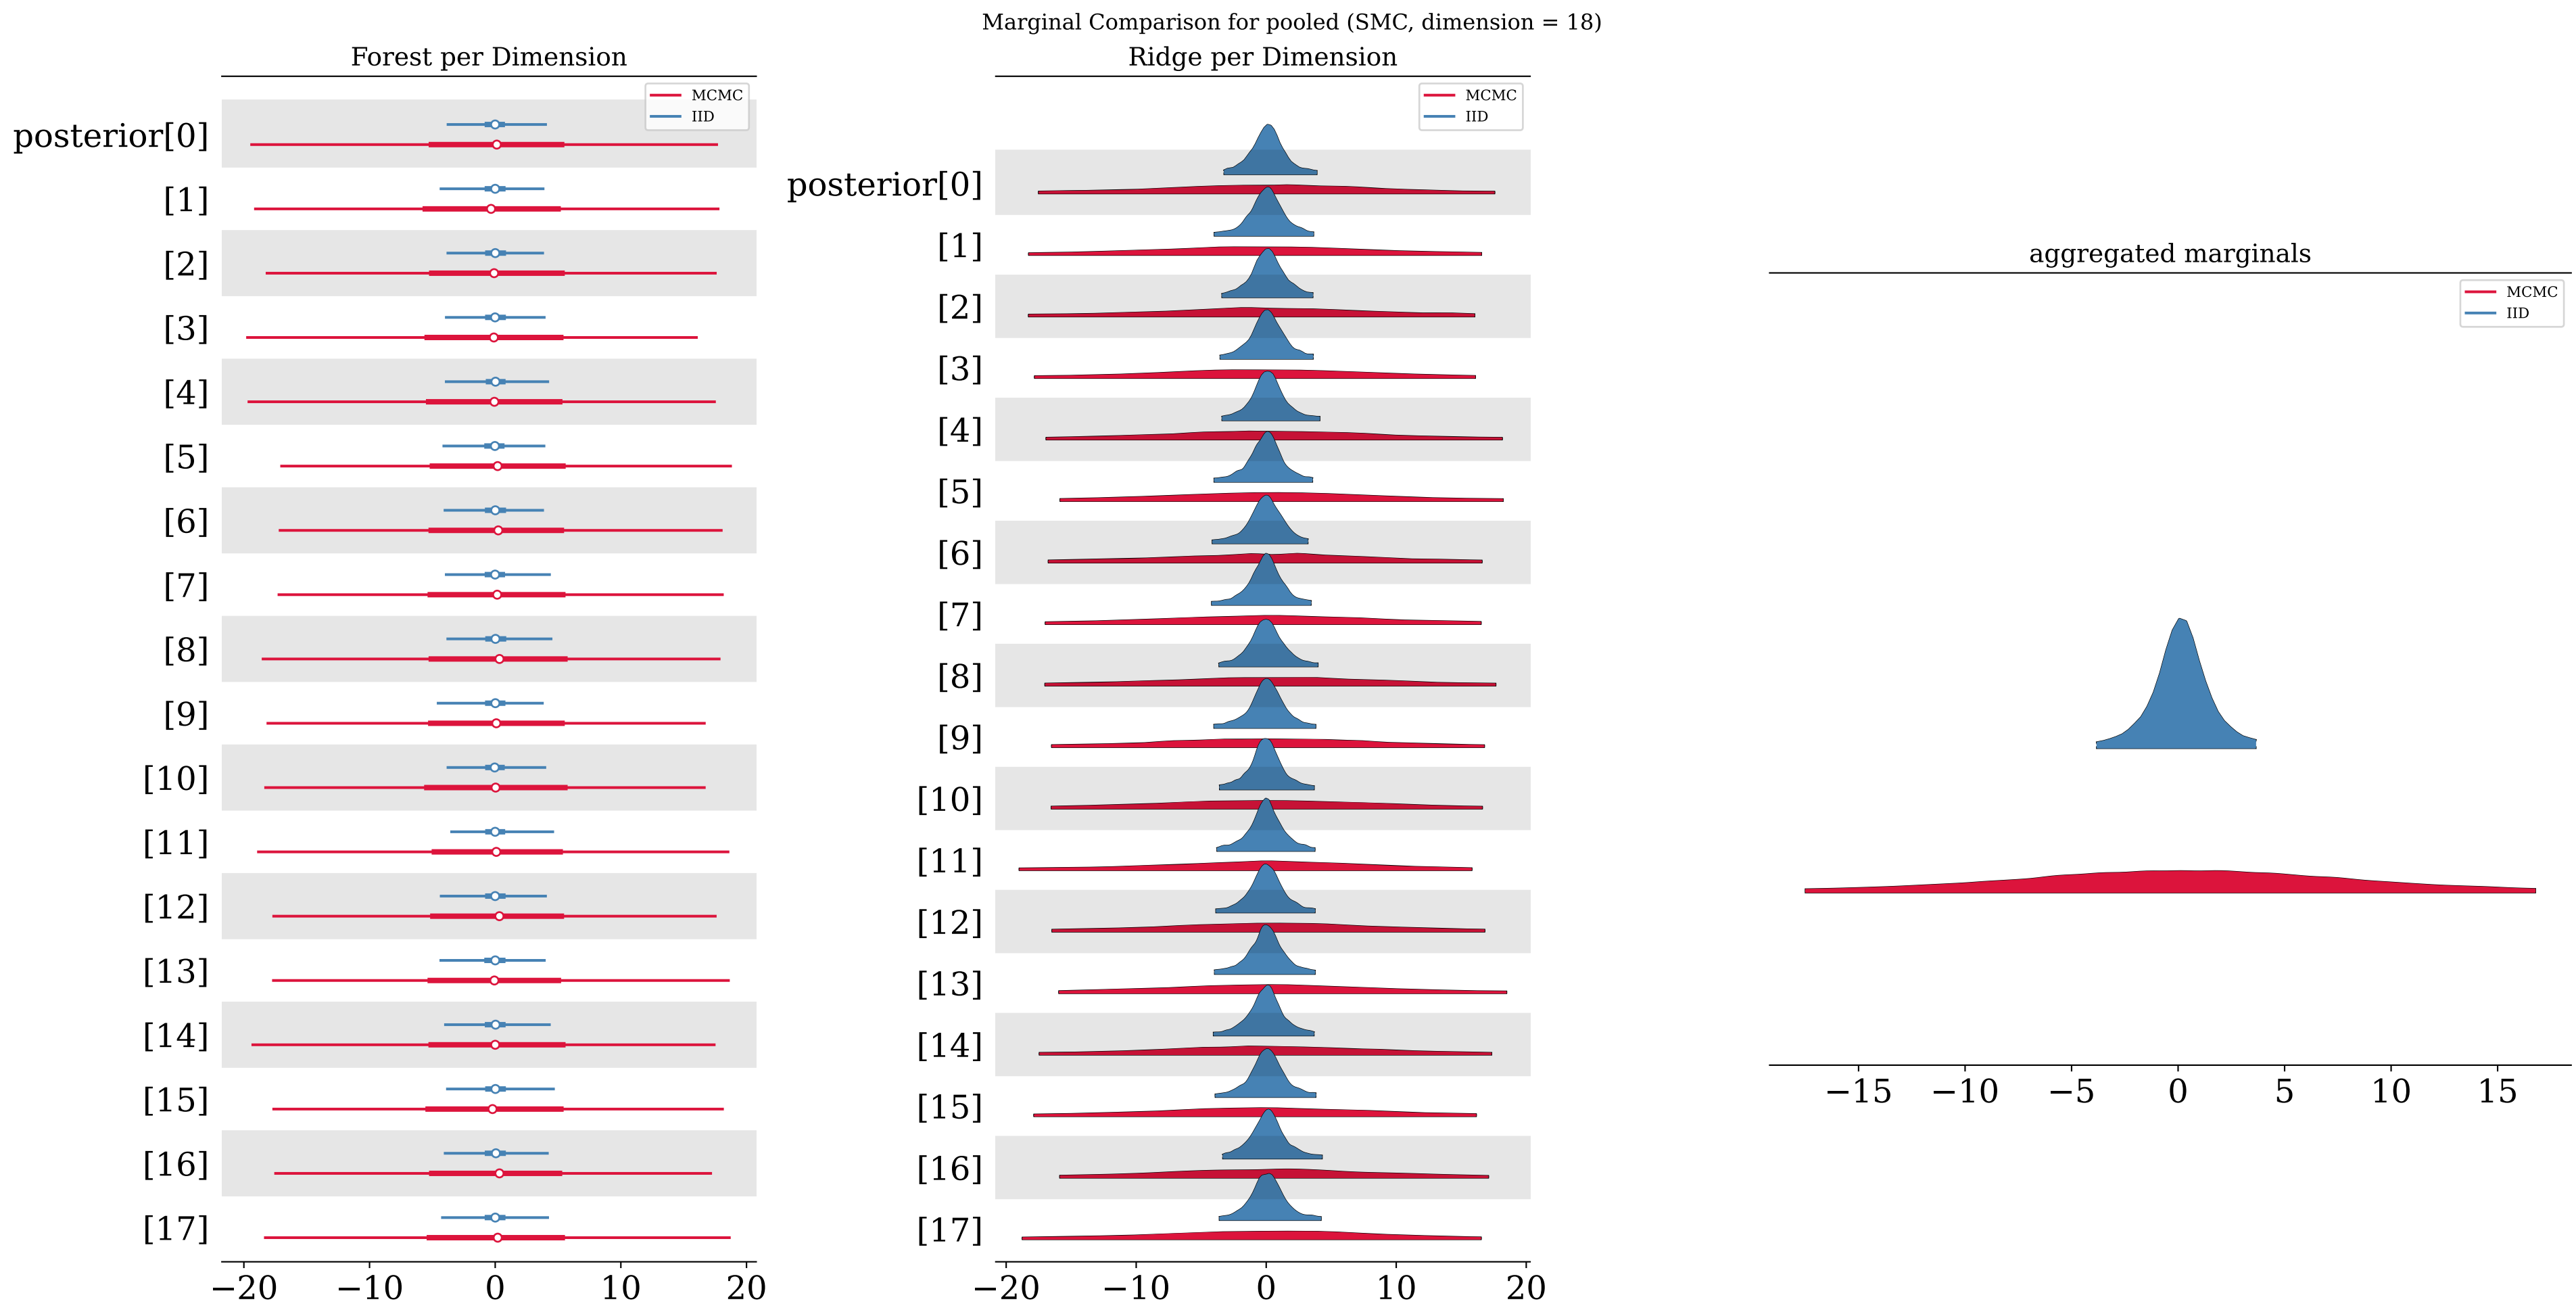 Marginal Comparison for pooled (SMC, dimension = 18)
Forest per Dimension
MCMC
IID
posterior[0]
[1]
[2]
[3]
[4]
[5]
[6]
[7]
[8]
[9]
[10]
[11]
[12]
[13]
[14]
[15]
[16]
[17]
−20 −10 0 10 20
Ridge per Dimension
MCMC
IID
posterior[0]
[1]
[2]
[3]
[4]
[5]
[6]
[7]
[8]
[9]
[10]
[11]
[12]
[13]
[14]
[15]
[16]
[17]
−20 −10 0 10 20
aggregated marginals
MCMC
IID
−15 −10 −5 0 5 10 15